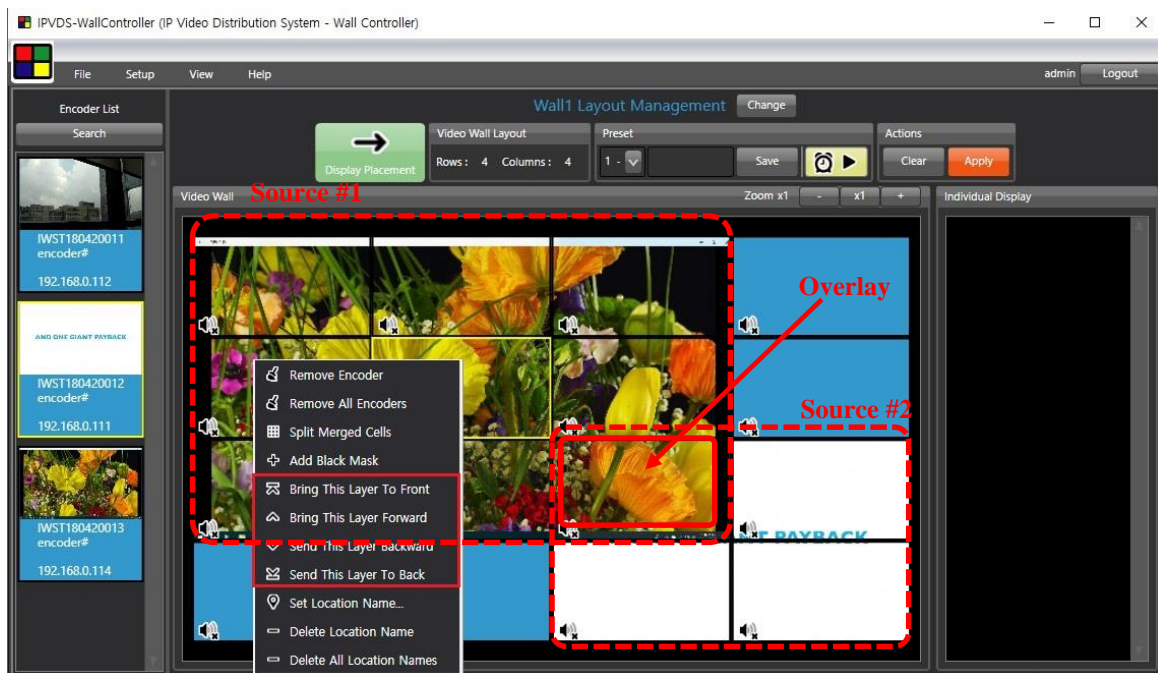 IPVDS-WallController (IP Video Distribution System - Wall Controller)
File Setup View Help
admin Logout
Encoder List
Search
IWST180420011
encoder#
192.168.0.112
AND ONE GIANT PAYBACK
IWST180420012
encoder#
192.168.0.111
IWST180420013
encoder#
192.168.0.114
Wall1 Layout Management Change
Display Placement
Video Wall Layout
Rows: 4 Columns: 4
Preset
1 -
Save
Actions
Clear Apply
Video Wall
Source #1
Zoom x1 - x1 +
Individual Display
Overlay
Source #2
Remove Encoder
Remove All Encoders
Split Merged Cells
Add Black Mask
Bring This Layer To Front
Bring This Layer Forward
Send This Layer Backward
Send This Layer To Back
Set Location Name...
Delete Location Name
Delete All Location Names
PAYBACK